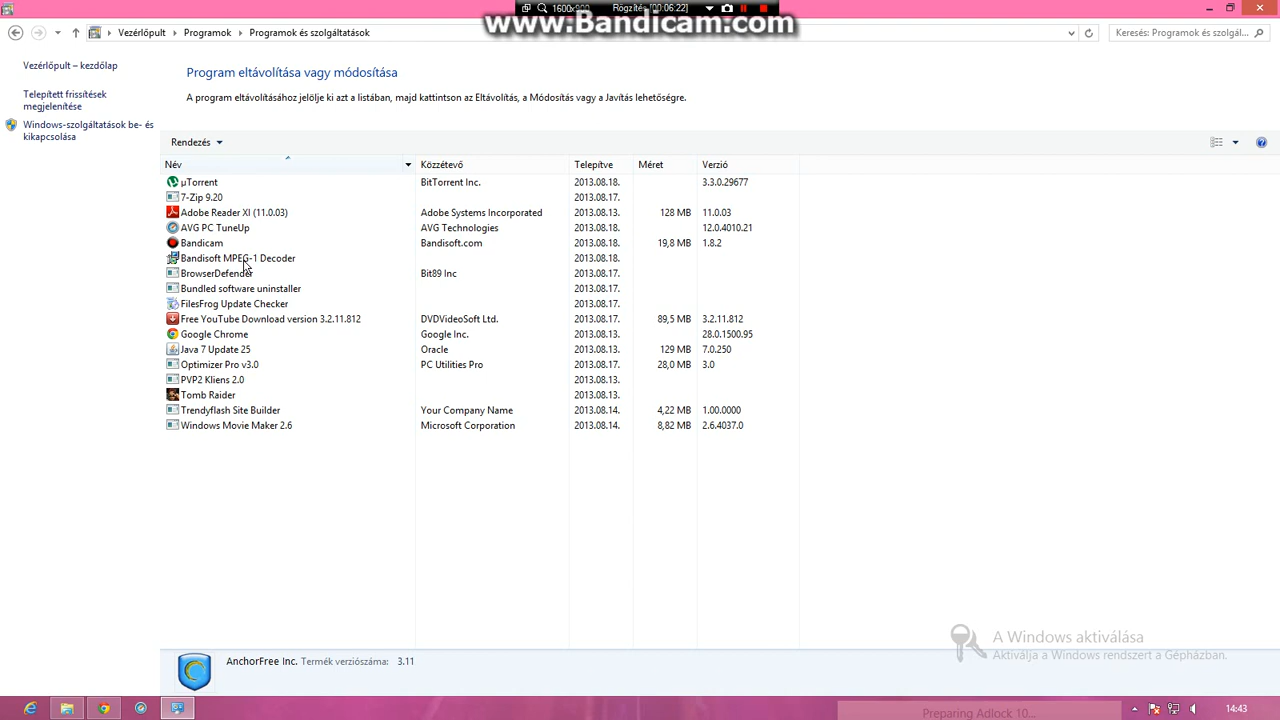 1600x900 Rögzítés [00:06:22]
www.Bandicam.com
Vezérlőpult Programok Programok és szolgáltatások
Keresés: Programok és szolgál...
Vezérlőpult – kezdőlap
Telepített frissítések
megjelenítése
Windows-szolgáltatások be- és
kikapcsolása
Program eltávolítása vagy módosítása
A program eltávolításához jelölje ki azt a listában, majd kattintson az Eltávolítás, a Módosítás vagy a Javítás lehetőségre.
Rendezés
Név Közzétevő Telepítve Méret Verzió
µTorrent BitTorrent Inc. 2013.08.18. 3.3.0.29677
7-Zip 9.20 2013.08.17.
Adobe Reader XI (11.0.03) Adobe Systems Incorporated 2013.08.13. 128 MB 11.0.03
AVG PC TuneUp AVG Technologies 2013.08.18. 12.0.4010.21
Bandicam Bandisoft.com 2013.08.18. 19,8 MB 1.8.2
Bandisoft MPEG-1 Decoder 2013.08.18.
BrowserDefender Bit89 Inc 2013.08.17.
Bundled software uninstaller 2013.08.17.
FilesFrog Update Checker 2013.08.17.
Free YouTube Download version 3.2.11.812 DVDVideoSoft Ltd. 2013.08.17. 89,5 MB 3.2.11.812
Google Chrome Google Inc. 2013.08.13. 28.0.1500.95
Java 7 Update 25 Oracle 2013.08.13. 129 MB 7.0.250
Optimizer Pro v3.0 PC Utilities Pro 2013.08.17. 28,0 MB 3.0
PVP2 Kliens 2.0 2013.08.13.
Tomb Raider 2013.08.13.
Trendyflash Site Builder Your Company Name 2013.08.14. 4,22 MB 1.00.0000
Windows Movie Maker 2.6 Microsoft Corporation 2013.08.14. 8,82 MB 2.6.4037.0
A Windows aktiválása
Aktiválja a Windows rendszert a Gépházban.
AnchorFree Inc. Termék verziószáma: 3.11
Preparing Adlock 10...
14:43